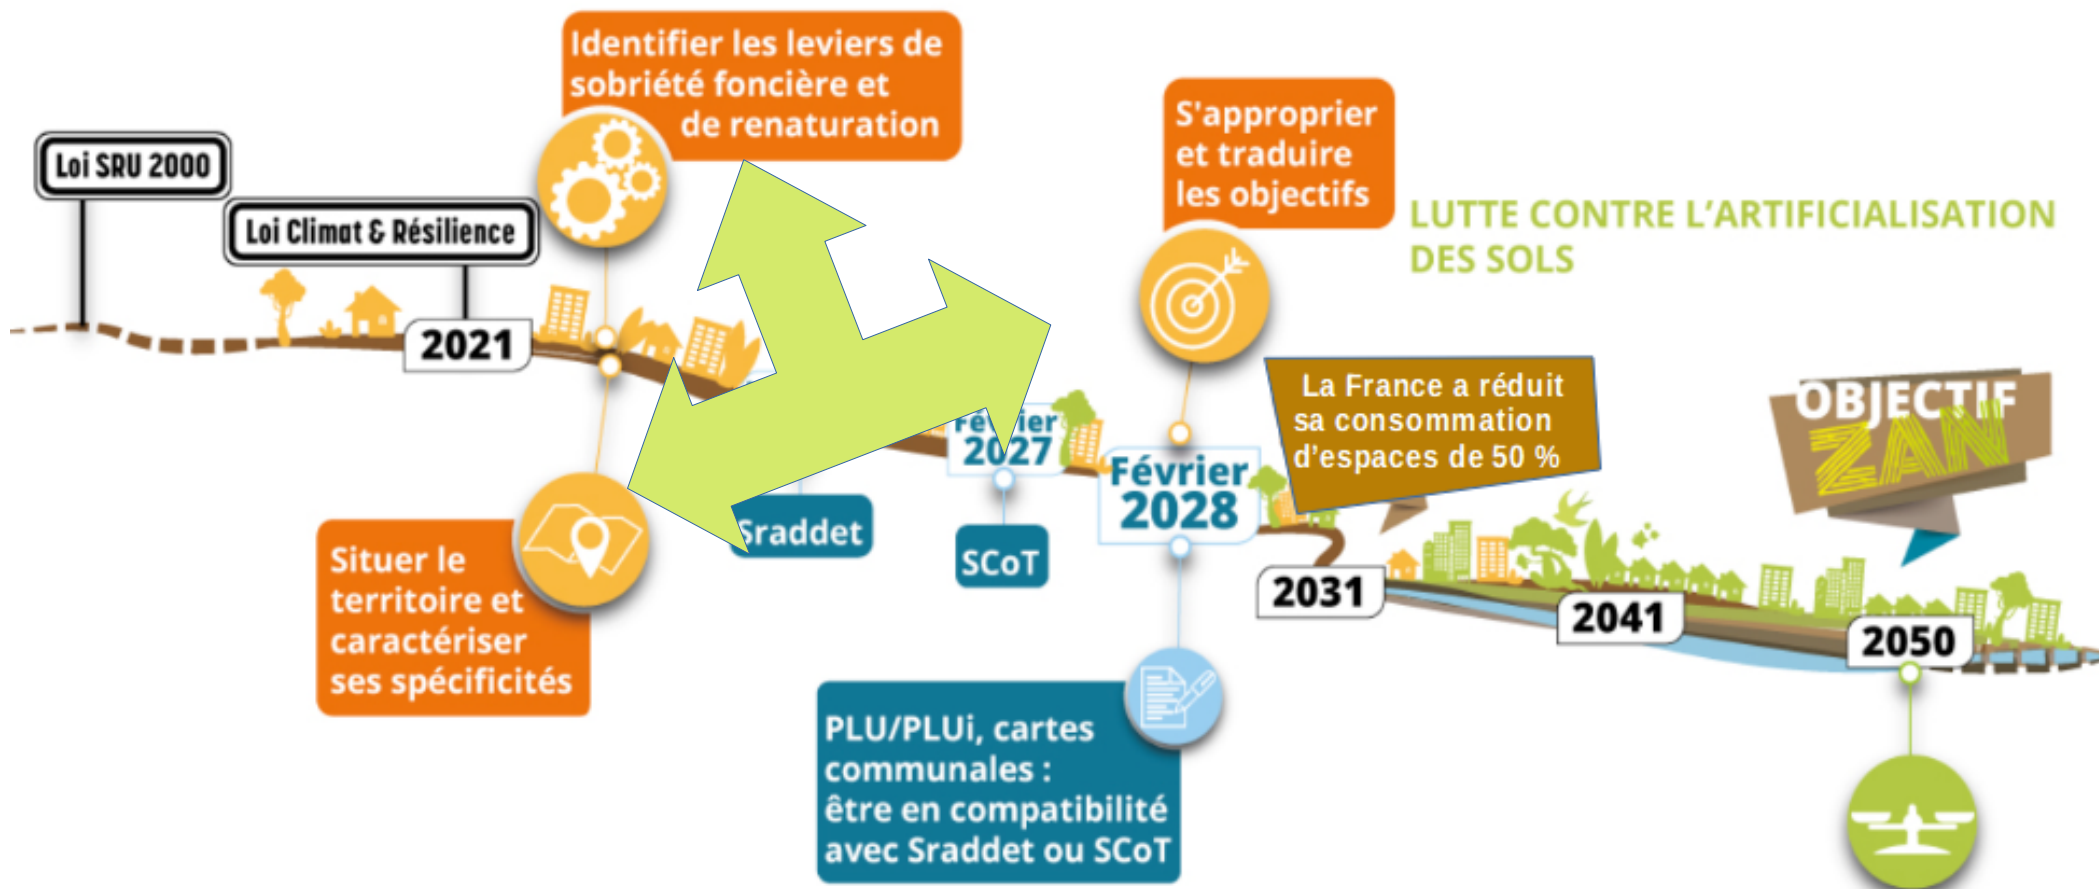 Identifier les leviers de
sobriété foncière et
de renaturation
Loi SRU 2000
Loi Climat & Résilience
2021
S'approprier
et traduire
les objectifs
LUTTE CONTRE L'ARTIFICIALISATION
DES SOLS
La France a réduit
sa consommation
d'espaces de 50 %
OBJECTIF
ZAN
Février
2027
Février
2028
Sraddet
SCoT
Situer le
territoire et
caractériser
ses spécificités
2031
2041
2050
PLU/PLUi, cartes
communales :
être en compatibilité
avec Sraddet ou SCoT